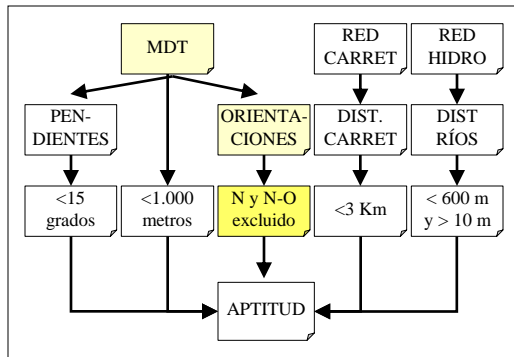 MDT
RED
CARRET
RED
HIDRO
PEN-
DIENTES
ORIENTA-
CIONES
DIST.
CARRET
DIST
RÍOS
<15
grados
<1.000
metros
N y N-O
excluido
<3 Km
< 600 m
y > 10 m
APTITUD